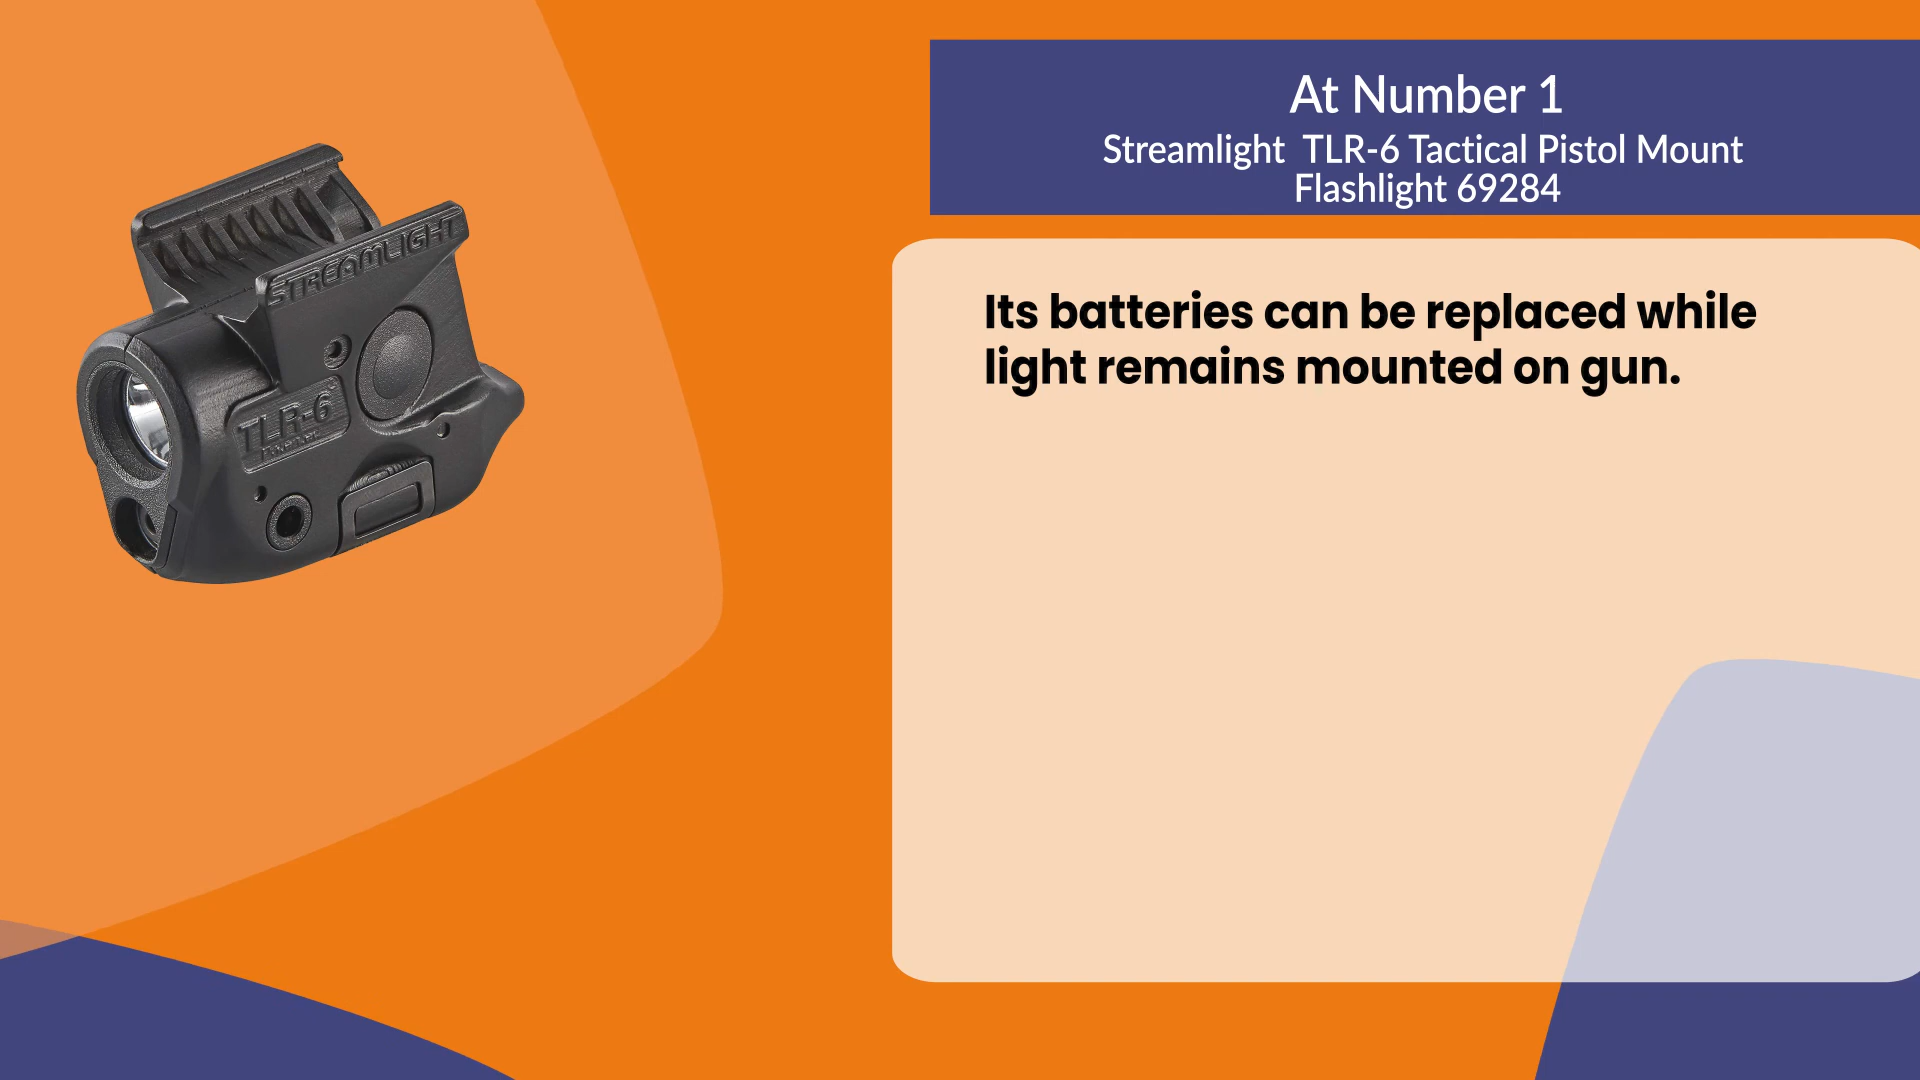 At Number 1
Streamlight TLR-6 Tactical Pistol Mount
Flashlight 69284
Its batteries can be replaced while
light remains mounted on gun.
STREAMLIGHT
TLR-6